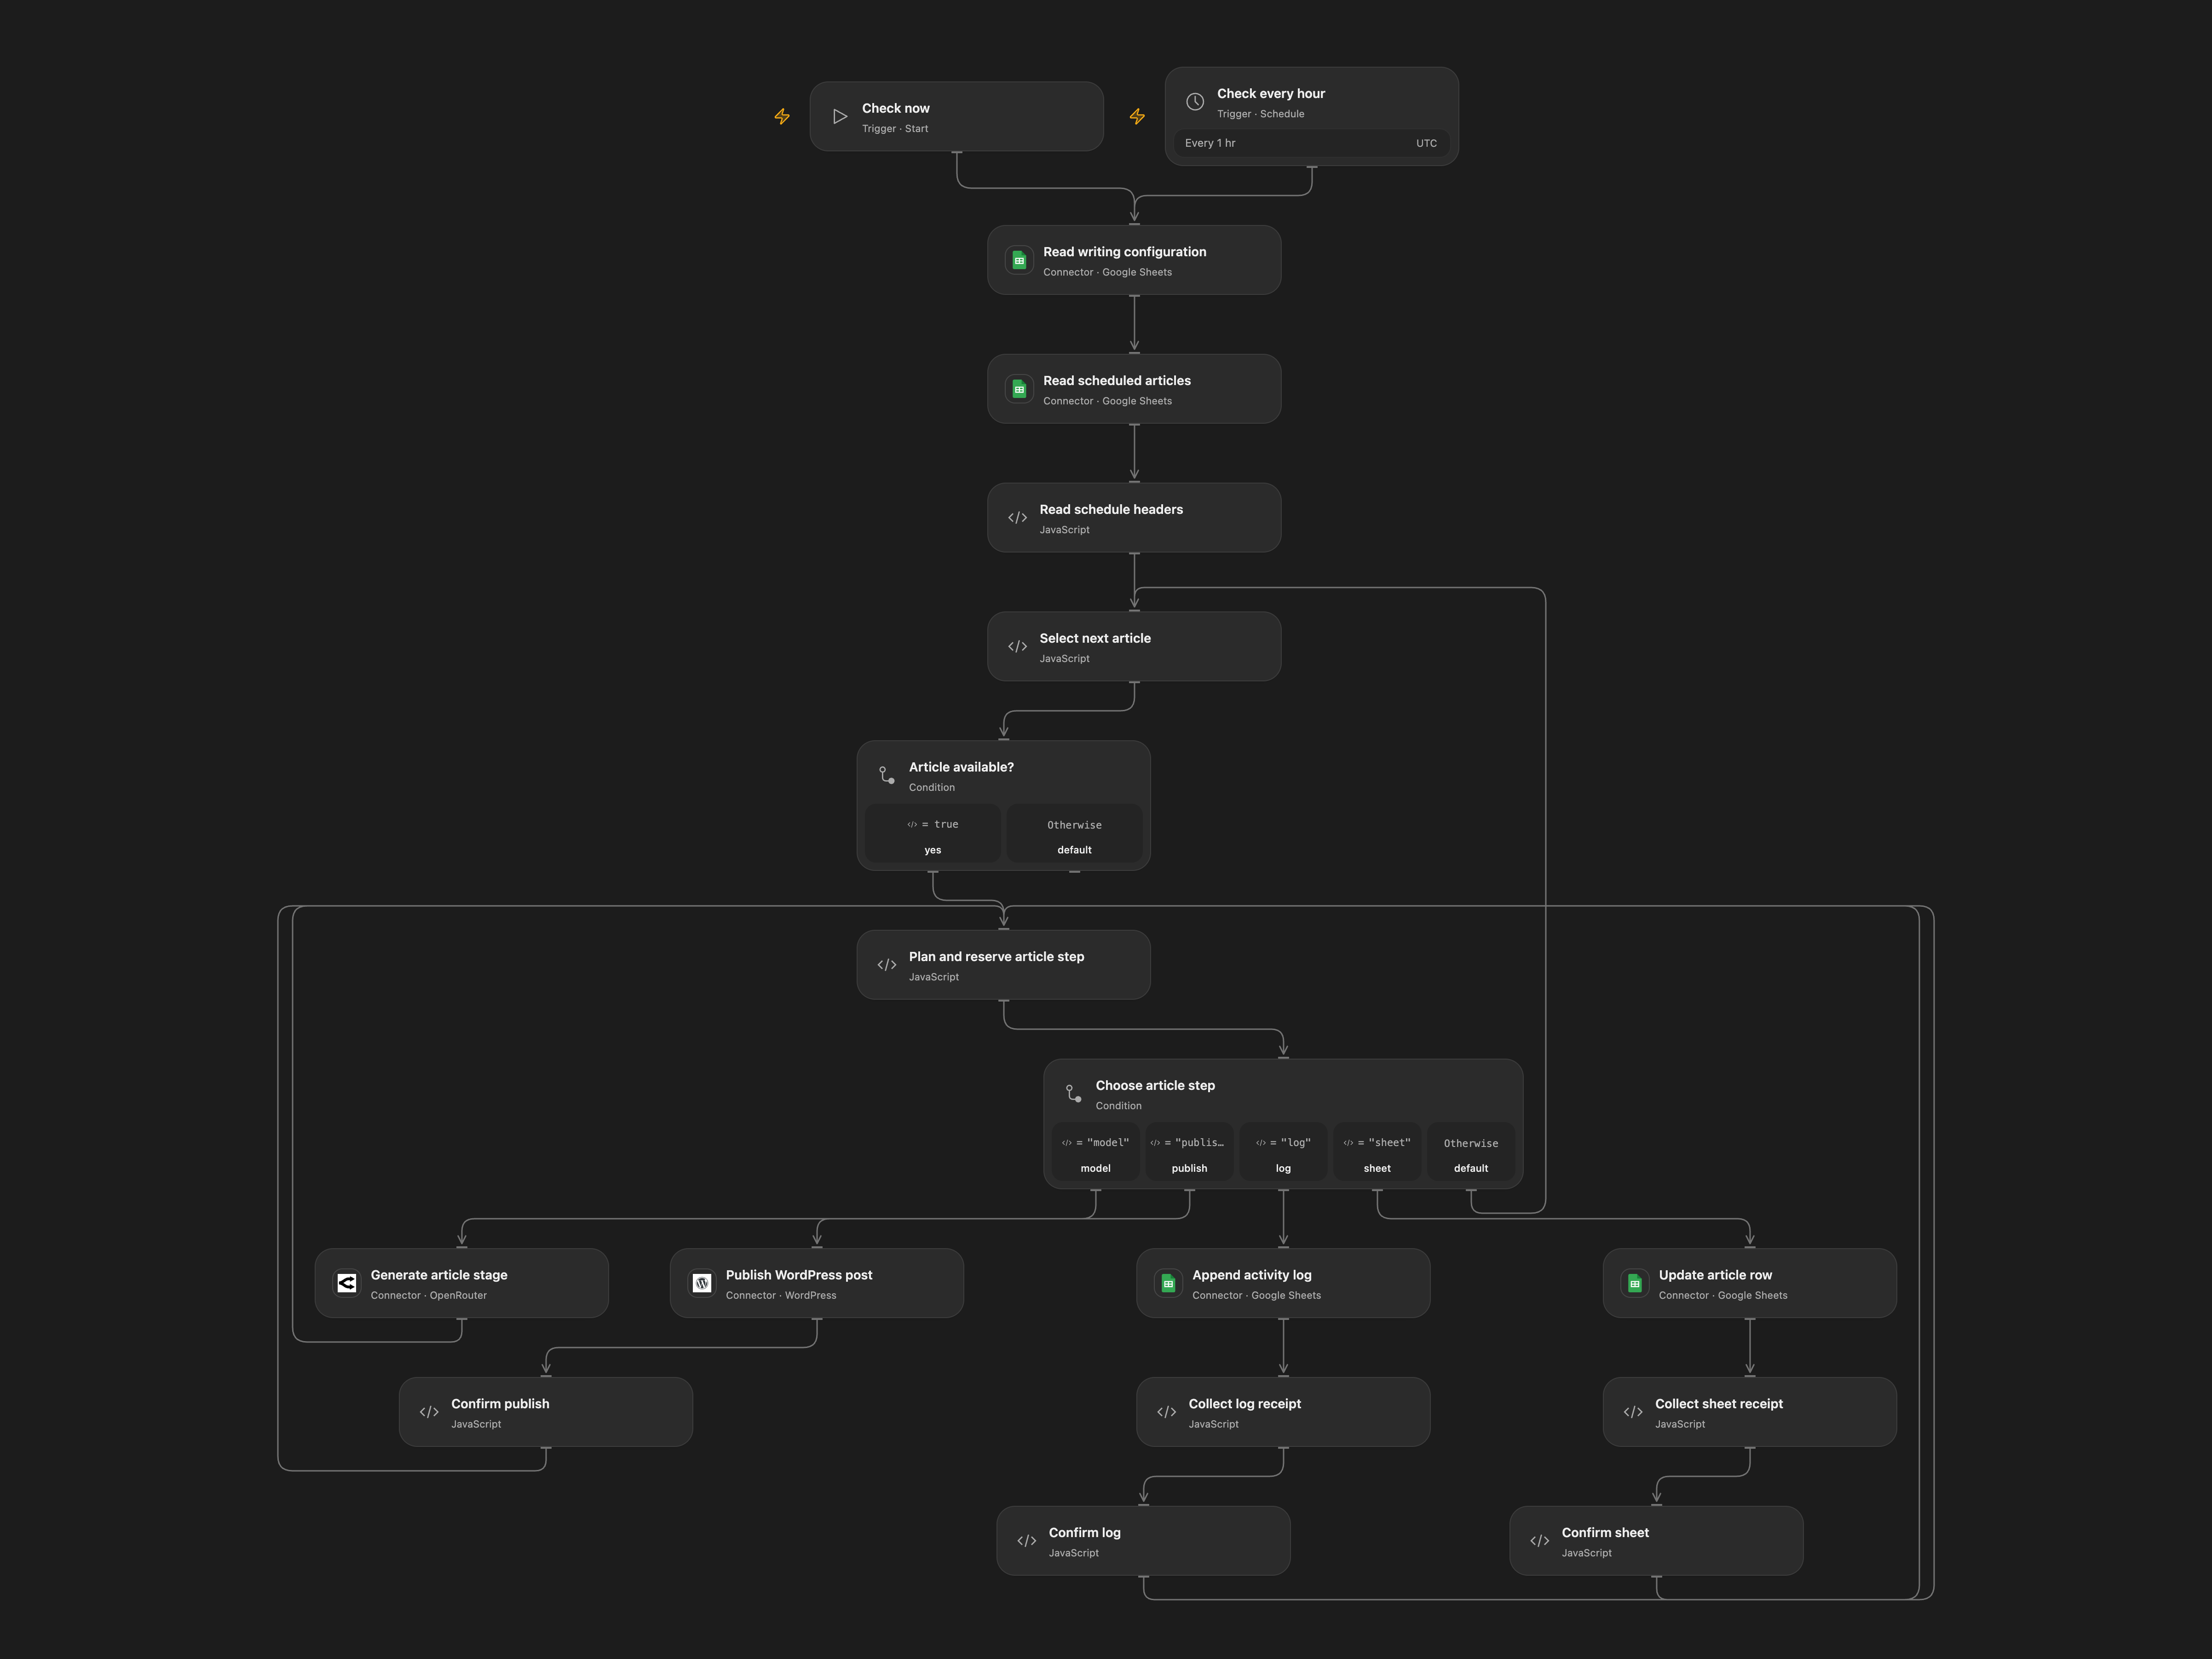 Check now
Trigger · Start
Check every hour
Trigger · Schedule
Every 1 hr
UTC
Read writing configuration
Connector · Google Sheets
Read scheduled articles
Connector · Google Sheets
Read schedule headers
JavaScript
Select next article
JavaScript
Article available?
Condition
</> = true
yes
Otherwise
default
Plan and reserve article step
JavaScript
Choose article step
Condition
</> = "model"
model
</> = "publis…
publish
</> = "log"
log
</> = "sheet"
sheet
Otherwise
default
Generate article stage
Connector · OpenRouter
Publish WordPress post
Connector · WordPress
Append activity log
Connector · Google Sheets
Update article row
Connector · Google Sheets
Confirm publish
JavaScript
Collect log receipt
JavaScript
Collect sheet receipt
JavaScript
Confirm log
JavaScript
Confirm sheet
JavaScript